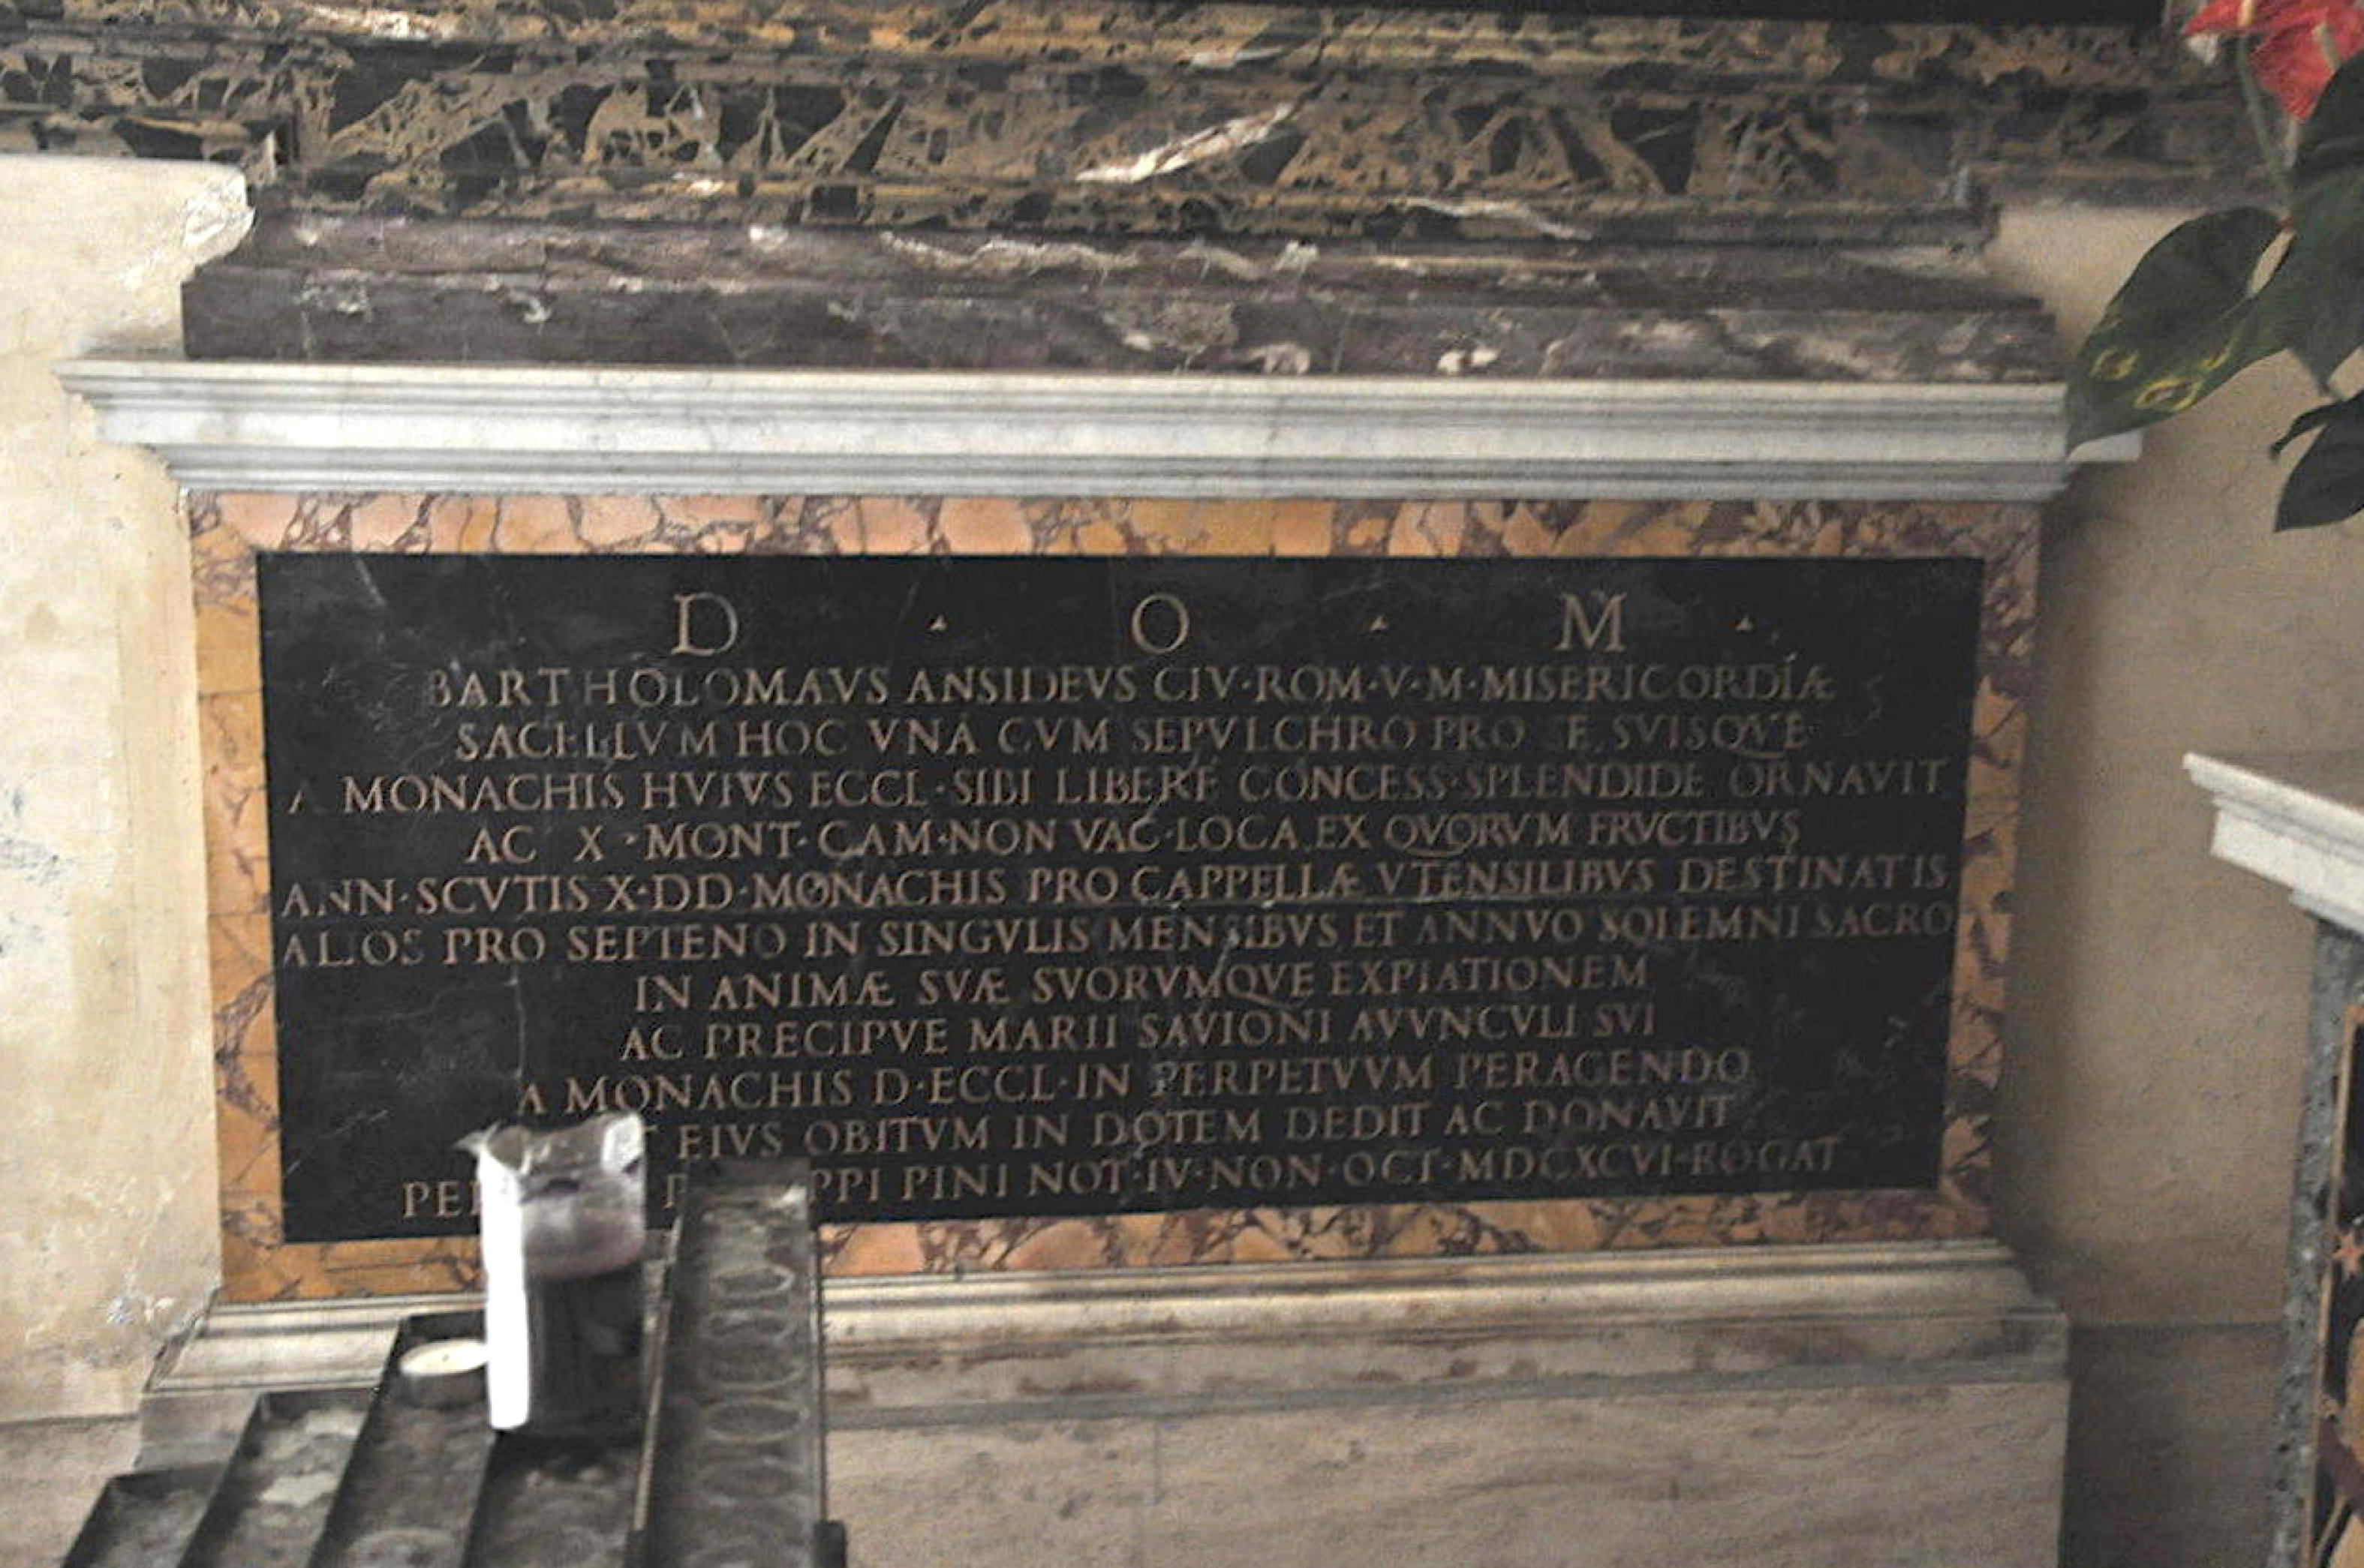 D · O · M ·
BARTHOLOMAVS ANSIDEVS CIV·ROM·V·M·MISERICORDIÆ
SACELLVM HOC VNA CVM SEPVLCHRO PRO SE SVISQVE
A MONACHIS HVIVS ECCL·SIBI LIBERE CONCESS·SPLENDIDE ORNAVIT
AC X·MONT·CAM·NON VAC·LOCA EX QVORVM FRVCTIBVS
ANN·SCVTIS X·DD·MONACHIS PRO CAPPELLÆ VTENSILIBVS DESTINATIS
ALIOS PRO SEPTENO IN SINGVLIS MENSIBVS ET ANNVO SOLEMNI SACRO
IN ANIMÆ SVÆ SVORVMQVE EXPIATIONEM
AC PRECIPVE MARII SAVIONI AVVNCVLI SVI
A MONACHIS D·ECCL·IN PERPETVVM PERAGENDO
EIVS OBITVM IN DOTEM DEDIT AC DONAVIT
PINI NOT·IV·NON·OCT·MDCXCVI·ROGAT